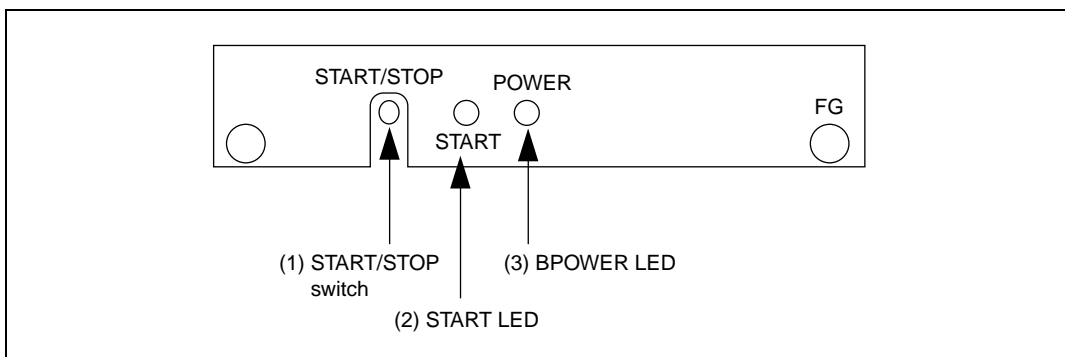 START/STOP
POWER
FG
START
(1) START/STOP
switch
(3) BPOWER LED
(2) START LED